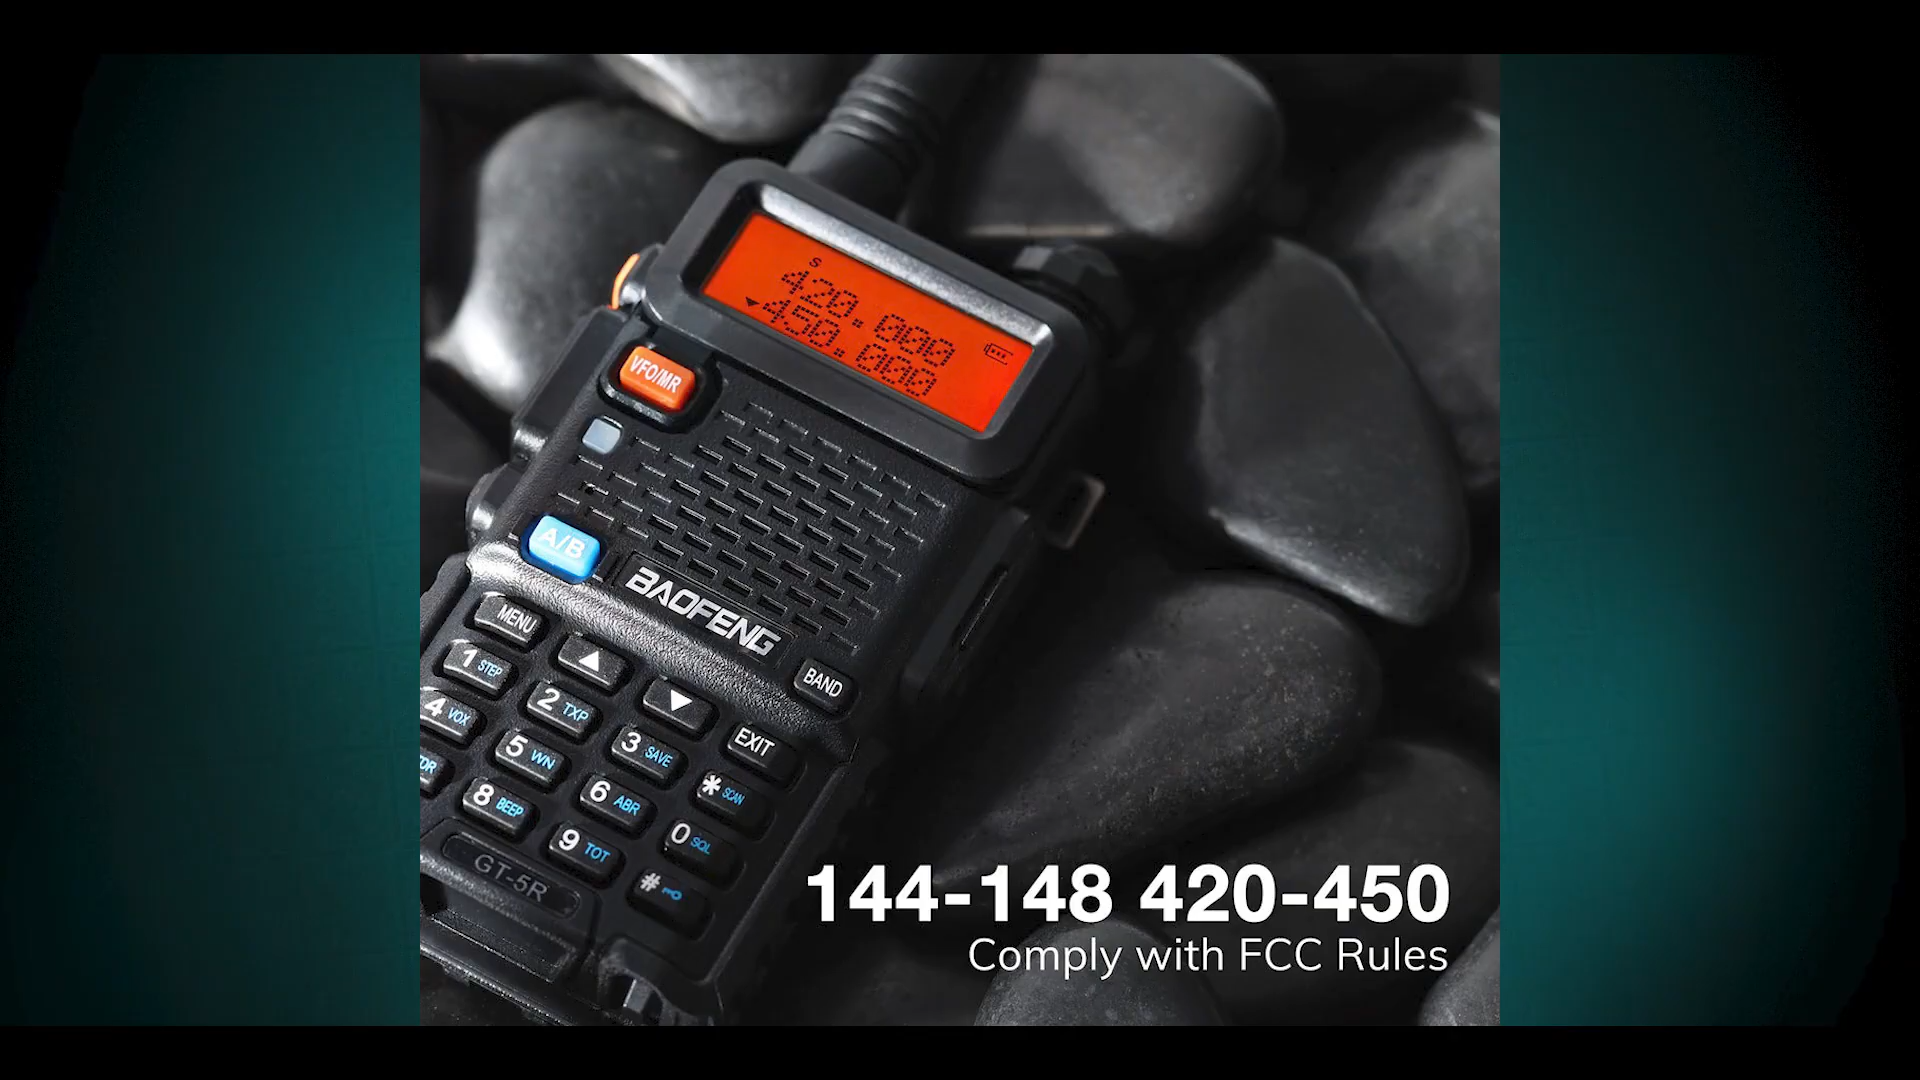 S
420.000
450.000
VFO/MR
A/B
BAOFENG
MENU
BAND
1 STEP
2 TXP
3 SAVE
EXIT
4 VOX
5 WN
6 ABR
* SCAN
8 BEEP
9 TOT
0 SQL
#
GT-5R
144-148 420-450
Comply with FCC Rules